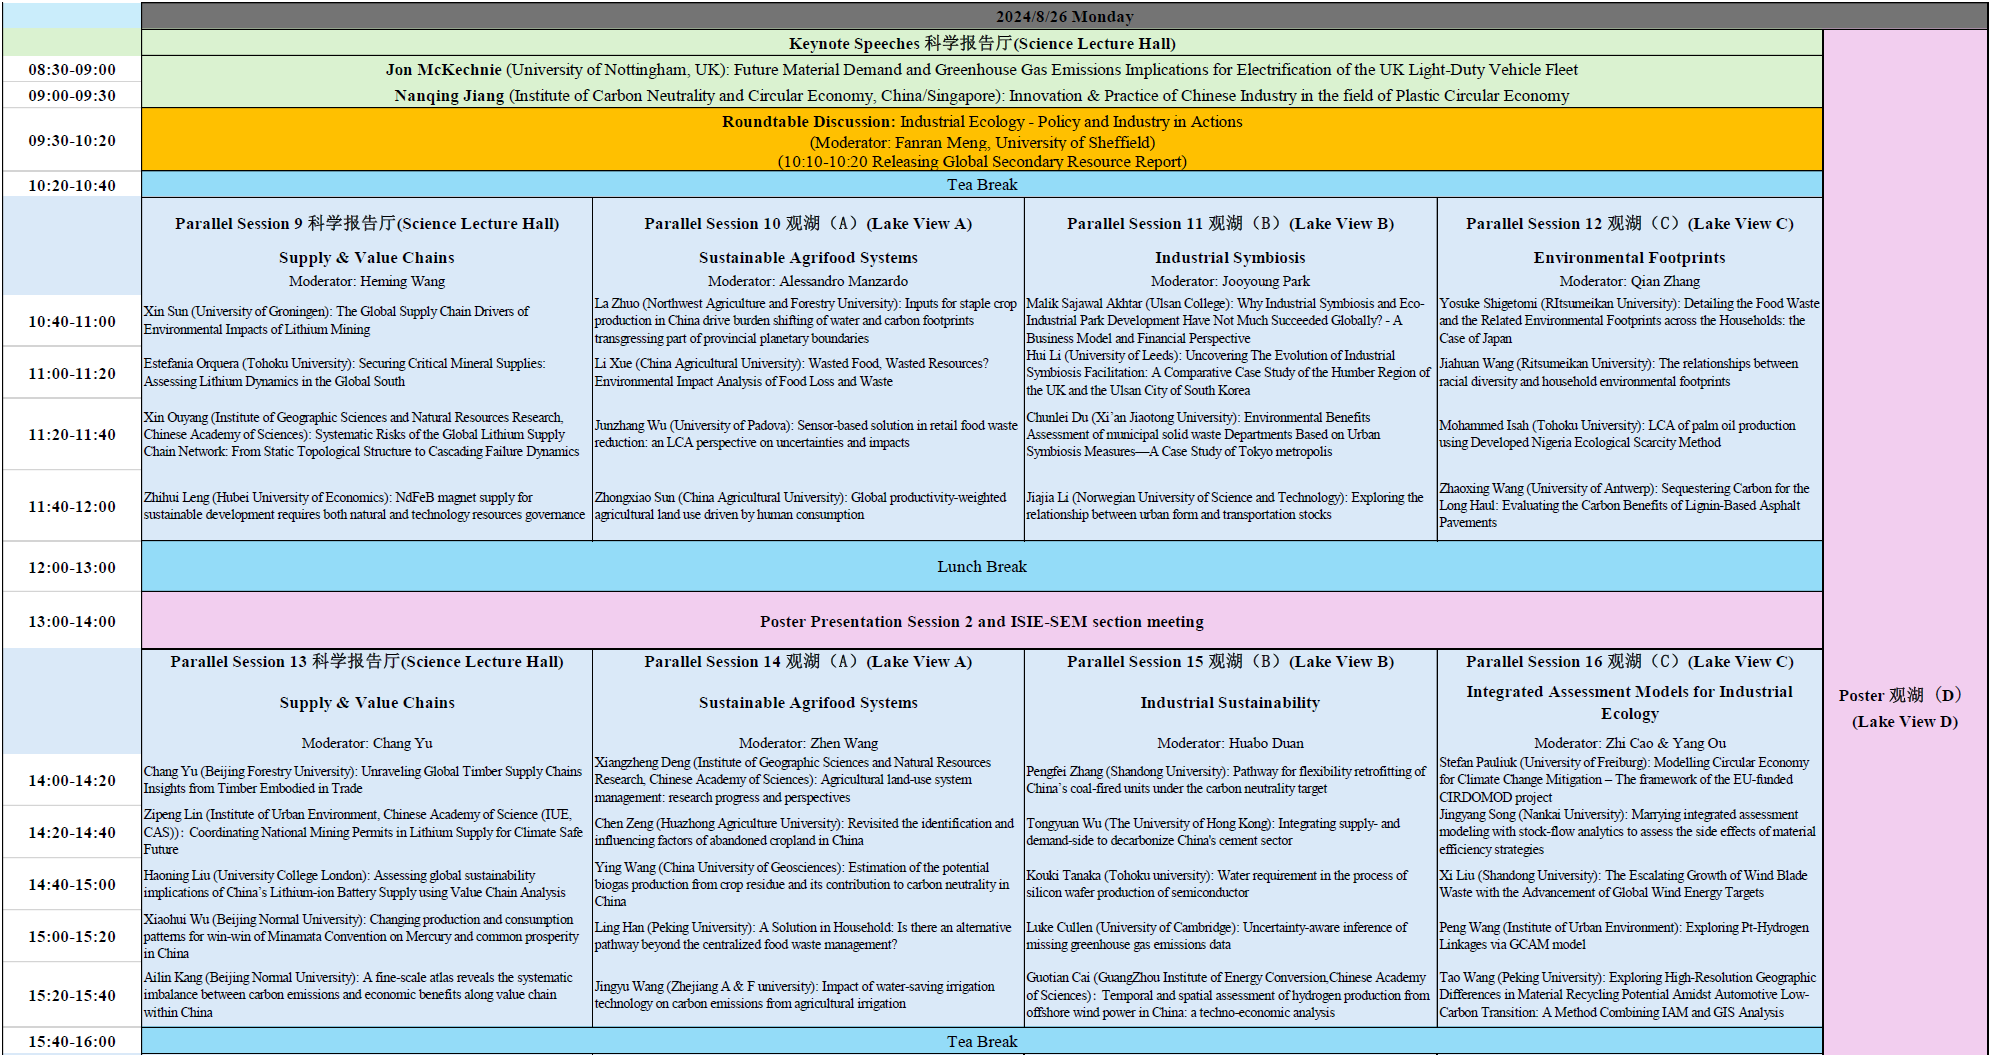 2024/8/26 Monday
Keynote Speeches 科学报告厅(Science Lecture Hall)
08:30-09:00
Jon McKechnie (University of Nottingham, UK): Future Material Demand and Greenhouse Gas Emissions Implications for Electrification of the UK Light-Duty Vehicle Fleet
09:00-09:30
Nanqing Jiang (Institute of Carbon Neutrality and Circular Economy, China/Singapore): Innovation & Practice of Chinese Industry in the field of Plastic Circular Economy
09:30-10:20
Roundtable Discussion: Industrial Ecology - Policy and Industry in Actions
(Moderator: Fanran Meng, University of Sheffield)
(10:10-10:20 Releasing Global Secondary Resource Report)
10:20-10:40
Tea Break
Parallel Session 9 科学报告厅(Science Lecture Hall)
Supply & Value Chains
Moderator: Heming Wang
Parallel Session 10 观湖（A）(Lake View A)
Sustainable Agrifood Systems
Moderator: Alessandro Manzardo
Parallel Session 11 观湖（B）(Lake View B)
Industrial Symbiosis
Moderator: Jooyoung Park
Parallel Session 12 观湖（C）(Lake View C)
Environmental Footprints
Moderator: Qian Zhang
10:40-11:00
Xin Sun (University of Groningen): The Global Supply Chain Drivers of
Environmental Impacts of Lithium Mining
La Zhuo (Northwest Agriculture and Forestry University): Inputs for staple crop
production in China drive burden shifting of water and carbon footprints
transgressing part of provincial planetary boundaries
Malik Sajawal Akhtar (Ulsan College): Why Industrial Symbiosis and Eco-
Industrial Park Development Have Not Much Succeeded Globally? - A
Business Model and Financial Perspective
Yosuke Shigetomi (RItsumeikan University): Detailing the Food Waste
and the Related Environmental Footprints across the Households: the
Case of Japan
11:00-11:20
Estefania Orquera (Tohoku University): Securing Critical Mineral Supplies:
Assessing Lithium Dynamics in the Global South
Li Xue (China Agricultural University): Wasted Food, Wasted Resources?
Environmental Impact Analysis of Food Loss and Waste
Hui Li (University of Leeds): Uncovering The Evolution of Industrial
Symbiosis Facilitation: A Comparative Case Study of the Humber Region of
the UK and the Ulsan City of South Korea
Jiahuan Wang (Ritsumeikan University): The relationships between
racial diversity and household environmental footprints
11:20-11:40
Xin Ouyang (Institute of Geographic Sciences and Natural Resources Research,
Chinese Academy of Sciences): Systematic Risks of the Global Lithium Supply
Chain Network: From Static Topological Structure to Cascading Failure Dynamics
Junzhang Wu (University of Padova): Sensor-based solution in retail food waste
reduction: an LCA perspective on uncertainties and impacts
Chunlei Du (Xi’an Jiaotong University): Environmental Benefits
Assessment of municipal solid waste Departments Based on Urban
Symbiosis Measures—A Case Study of Tokyo metropolis
Mohammed Isah (Tohoku University): LCA of palm oil production
using Developed Nigeria Ecological Scarcity Method
11:40-12:00
Zhihui Leng (Hubei University of Economics): NdFeB magnet supply for
sustainable development requires both natural and technology resources governance
Zhongxiao Sun (China Agricultural University): Global productivity-weighted
agricultural land use driven by human consumption
Jiajia Li (Norwegian University of Science and Technology): Exploring the
relationship between urban form and transportation stocks
Zhaoxing Wang (University of Antwerp): Sequestering Carbon for the
Long Haul: Evaluating the Carbon Benefits of Lignin-Based Asphalt
Pavements
12:00-13:00
Lunch Break
13:00-14:00
Poster Presentation Session 2 and ISIE-SEM section meeting
Parallel Session 13 科学报告厅(Science Lecture Hall)
Supply & Value Chains
Moderator: Chang Yu
Parallel Session 14 观湖（A）(Lake View A)
Sustainable Agrifood Systems
Moderator: Zhen Wang
Parallel Session 15 观湖（B）(Lake View B)
Industrial Sustainability
Moderator: Huabo Duan
Parallel Session 16 观湖（C）(Lake View C)
Integrated Assessment Models for Industrial
Ecology
Moderator: Zhi Cao & Yang Ou
14:00-14:20
Chang Yu (Beijing Forestry University): Unraveling Global Timber Supply Chains
Insights from Timber Embodied in Trade
Xiangzheng Deng (Institute of Geographic Sciences and Natural Resources
Research, Chinese Academy of Sciences): Agricultural land-use system
management: research progress and perspectives
Pengfei Zhang (Shandong University): Pathway for flexibility retrofitting of
China’s coal-fired units under the carbon neutrality target
Stefan Pauliuk (University of Freiburg): Modelling Circular Economy
for Climate Change Mitigation – The framework of the EU-funded
CIRDOMOD project
14:20-14:40
Zipeng Lin (Institute of Urban Environment, Chinese Academy of Science (IUE,
CAS)): Coordinating National Mining Permits in Lithium Supply for Climate Safe
Future
Chen Zeng (Huazhong Agriculture University): Revisited the identification and
influencing factors of abandoned cropland in China
Tongyuan Wu (The University of Hong Kong): Integrating supply- and
demand-side to decarbonize China's cement sector
Jingyang Song (Nankai University): Marrying integrated assessment
modeling with stock-flow analytics to assess the side effects of material
efficiency strategies
14:40-15:00
Haoning Liu (University College London): Assessing global sustainability
implications of China’s Lithium-ion Battery Supply using Value Chain Analysis
Ying Wang (China University of Geosciences): Estimation of the potential
biogas production from crop residue and its contribution to carbon neutrality in
China
Kouki Tanaka (Tohoku university): Water requirement in the process of
silicon wafer production of semiconductor
Xi Liu (Shandong University): The Escalating Growth of Wind Blade
Waste with the Advancement of Global Wind Energy Targets
15:00-15:20
Xiaohui Wu (Beijing Normal University): Changing production and consumption
patterns for win-win of Minamata Convention on Mercury and common prosperity
in China
Ling Han (Peking University): A Solution in Household: Is there an alternative
pathway beyond the centralized food waste management?
Luke Cullen (University of Cambridge): Uncertainty-aware inference of
missing greenhouse gas emissions data
Peng Wang (Institute of Urban Environment): Exploring Pt-Hydrogen
Linkages via GCAM model
15:20-15:40
Ailin Kang (Beijing Normal University): A fine-scale atlas reveals the systematic
imbalance between carbon emissions and economic benefits along value chain
within China
Jingyu Wang (Zhejiang A & F university): Impact of water-saving irrigation
technology on carbon emissions from agricultural irrigation
Guotian Cai (GuangZhou Institute of Energy Conversion,Chinese Academy
of Sciences)：Temporal and spatial assessment of hydrogen production from
offshore wind power in China: a techno-economic analysis
Tao Wang (Peking University): Exploring High-Resolution Geographic
Differences in Material Recycling Potential Amidst Automotive Low-
Carbon Transition: A Method Combining IAM and GIS Analysis
15:40-16:00
Tea Break
Poster 观湖（D）
(Lake View D)